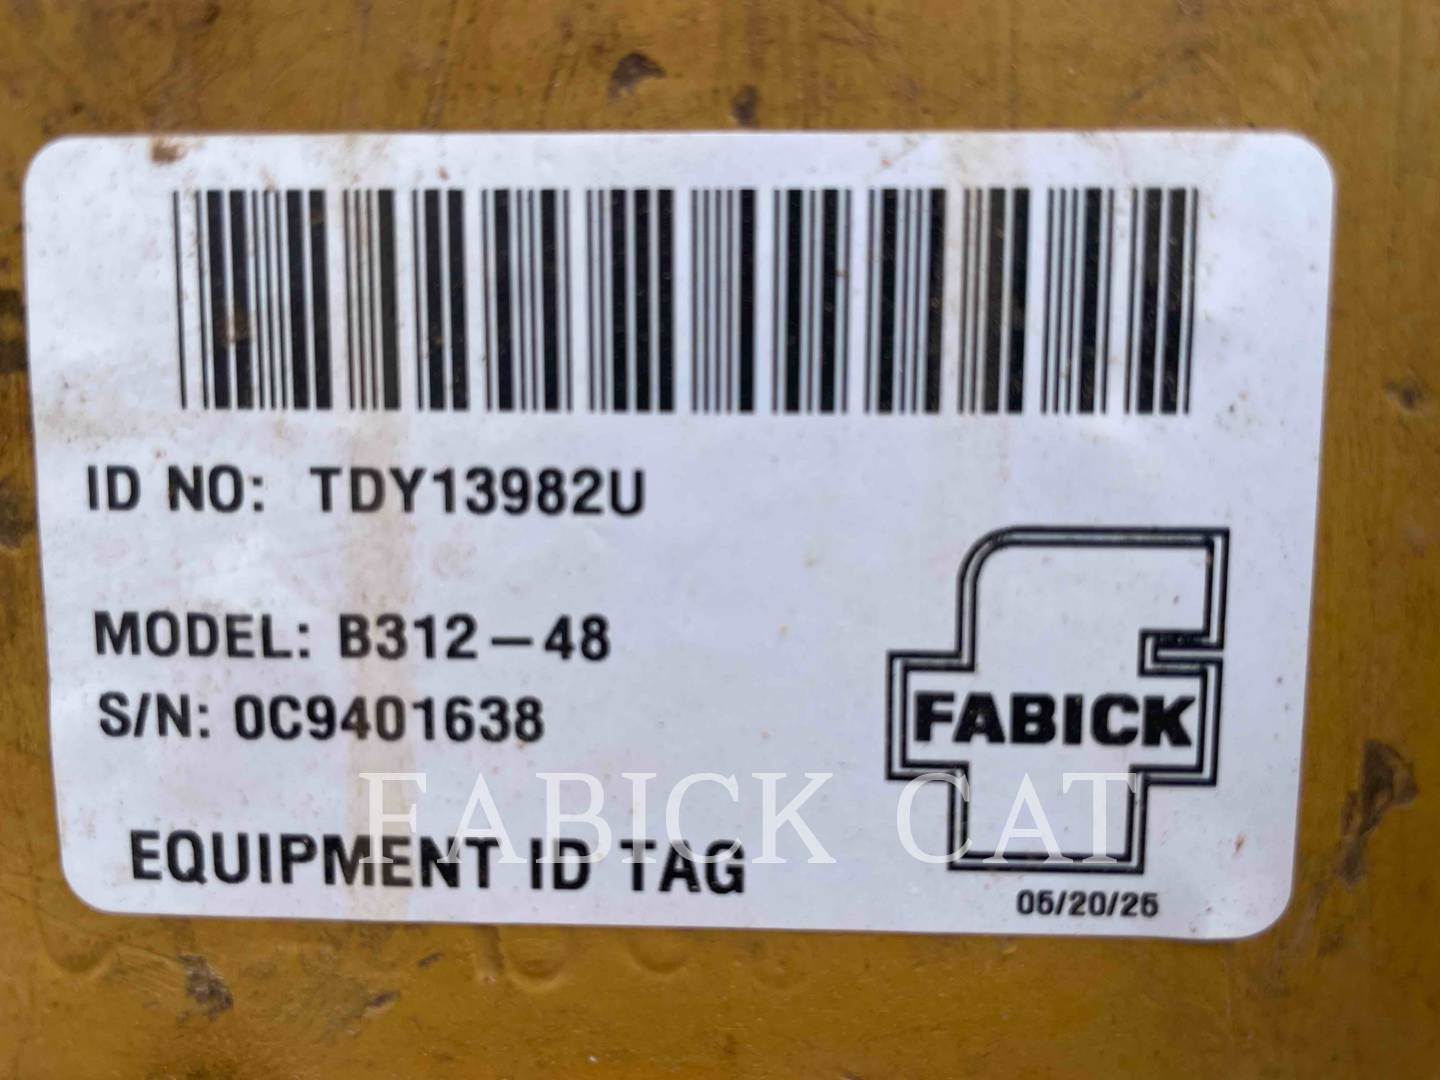 ID NO: TDY13982U
MODEL: B312-48
S/N: 0C9401638
FABICK
FABICK CAT
EQUIPMENT ID TAG
05/20/25